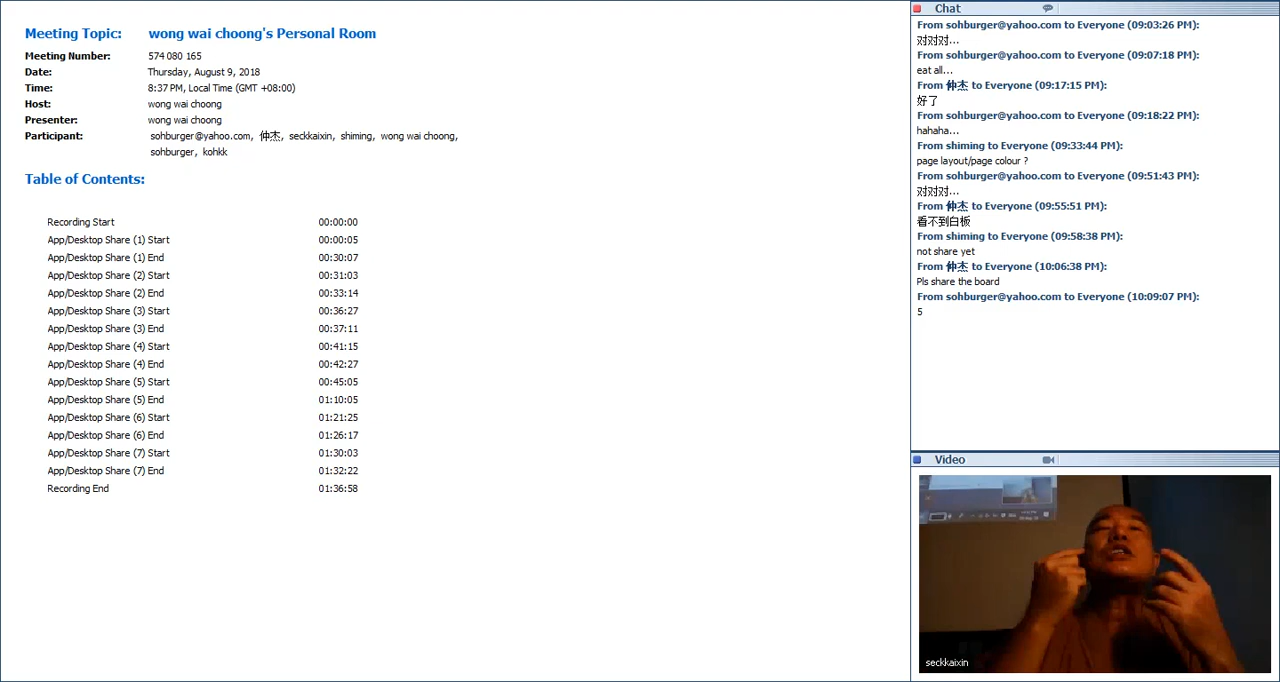 Meeting Topic: wong wai choong's Personal Room
Meeting Number: 574 080 165
Date: Thursday, August 9, 2018
Time: 8:37 PM, Local Time (GMT +08:00)
Host: wong wai choong
Presenter: wong wai choong
Participant: sohburger@yahoo.com, 仲杰, seckkaixin, shiming, wong wai choong,
sohburger, kohkk
Table of Contents:
Recording Start 00:00:00
App/Desktop Share (1) Start 00:00:05
App/Desktop Share (1) End 00:30:07
App/Desktop Share (2) Start 00:31:03
App/Desktop Share (2) End 00:33:14
App/Desktop Share (3) Start 00:36:27
App/Desktop Share (3) End 00:37:11
App/Desktop Share (4) Start 00:41:15
App/Desktop Share (4) End 00:42:27
App/Desktop Share (5) Start 00:45:05
App/Desktop Share (5) End 01:10:05
App/Desktop Share (6) Start 01:21:25
App/Desktop Share (6) End 01:26:17
App/Desktop Share (7) Start 01:30:03
App/Desktop Share (7) End 01:32:22
Recording End 01:36:58
Chat
From sohburger@yahoo.com to Everyone (09:03:26 PM):
对对对...
From sohburger@yahoo.com to Everyone (09:07:18 PM):
eat all...
From 仲杰 to Everyone (09:17:15 PM):
好了
From sohburger@yahoo.com to Everyone (09:18:22 PM):
hahaha...
From shiming to Everyone (09:33:44 PM):
page layout/page colour ?
From sohburger@yahoo.com to Everyone (09:51:43 PM):
对对对...
From 仲杰 to Everyone (09:55:51 PM):
看不到白板
From shiming to Everyone (09:58:38 PM):
not share yet
From 仲杰 to Everyone (10:06:38 PM):
Pls share the board
From sohburger@yahoo.com to Everyone (10:09:07 PM):
5
Video
seckkaixin